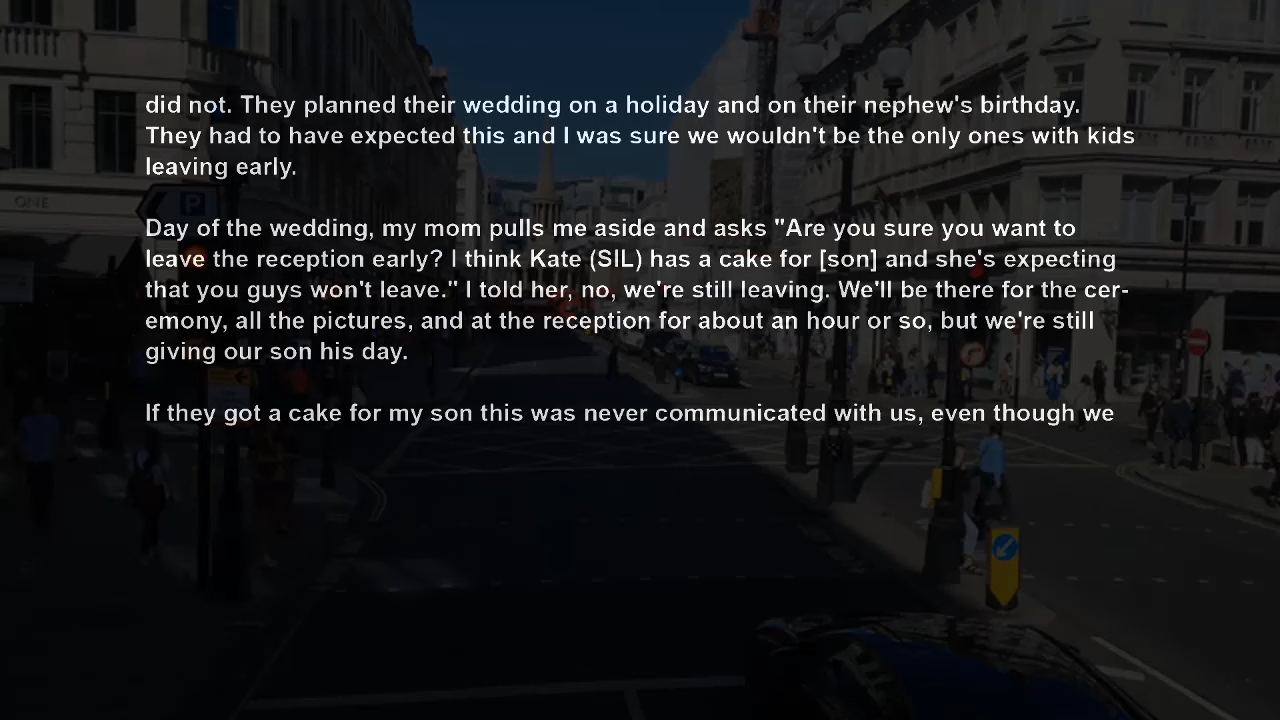 did not. They planned their wedding on a holiday and on their nephew's birthday.
They had to have expected this and I was sure we wouldn't be the only ones with kids
leaving early.
Day of the wedding, my mom pulls me aside and asks "Are you sure you want to
leave the reception early? I think Kate (SIL) has a cake for [son] and she's expecting
that you guys won't leave." I told her, no, we're still leaving. We'll be there for the cer-
emony, all the pictures, and at the reception for about an hour or so, but we're still
giving our son his day.
If they got a cake for my son this was never communicated with us, even though we
P
ONE